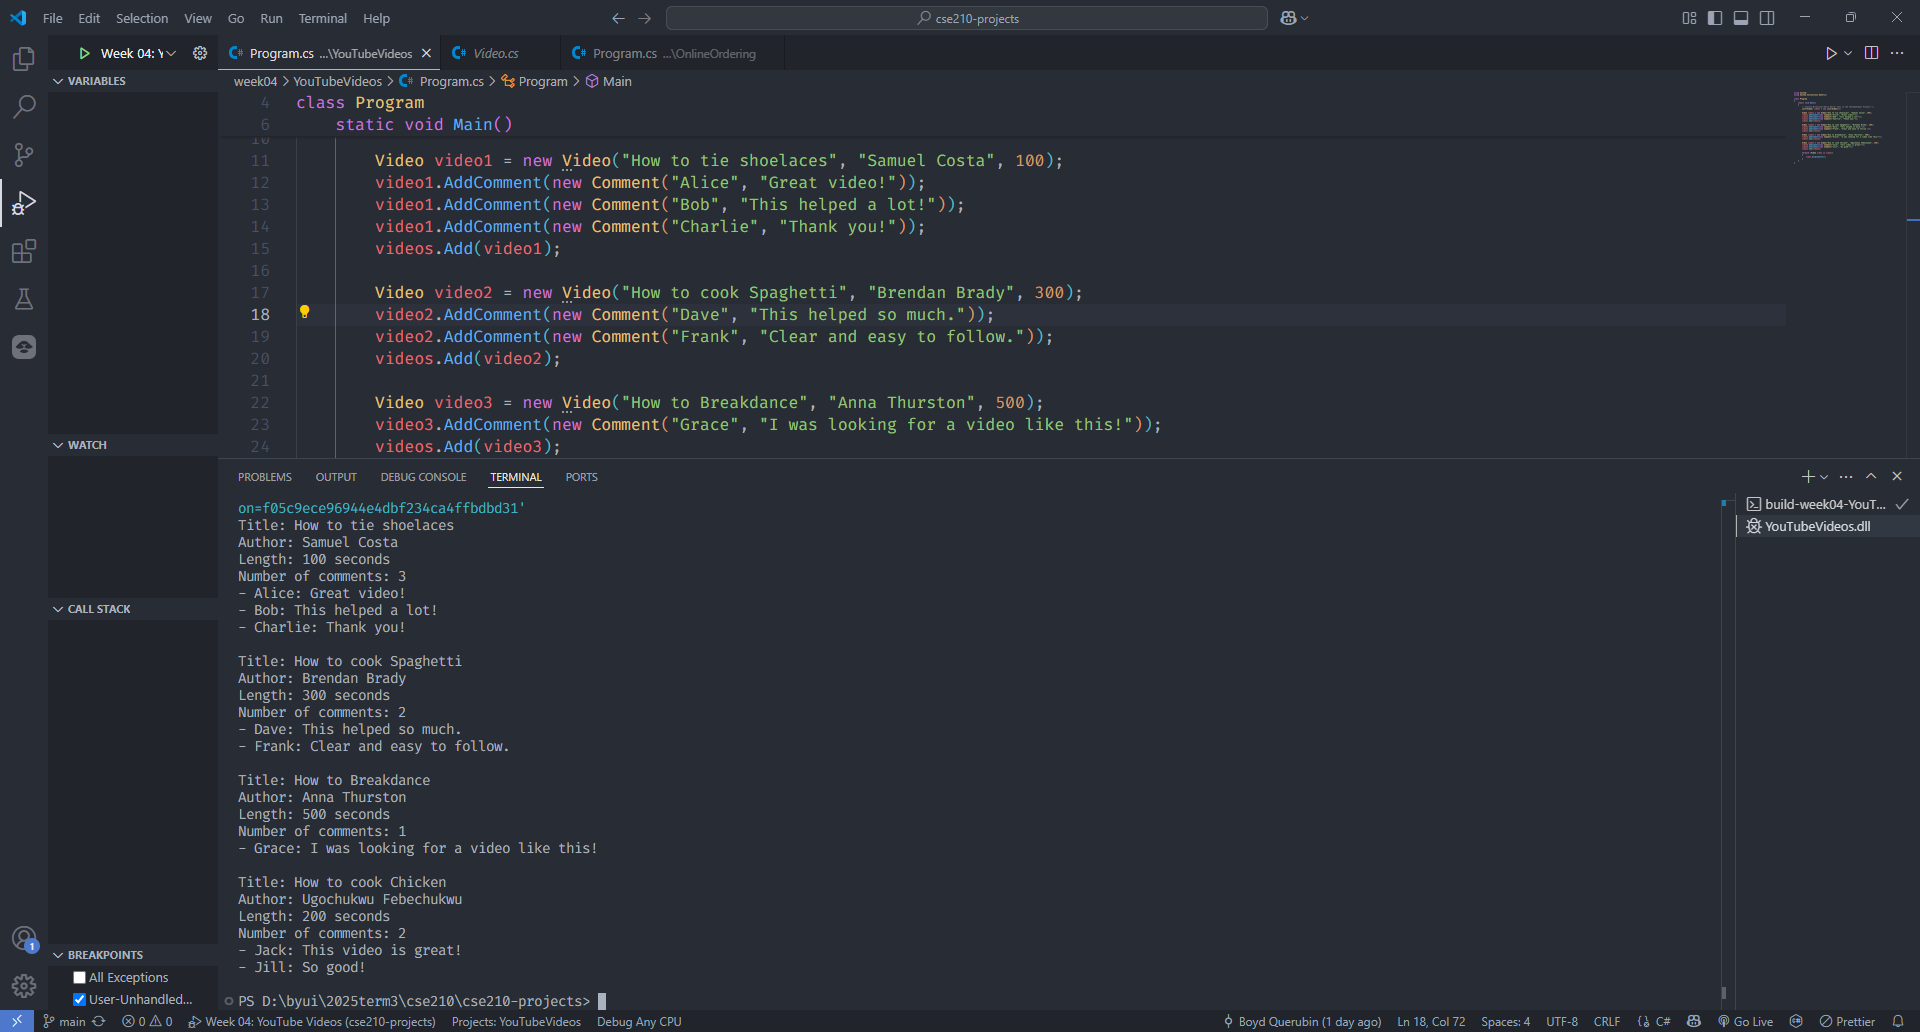 File Edit Selection View Go Run Terminal Help
cse210-projects
Week 04: Y
Program.cs ...\YouTubeVideos
Video.cs
Program.cs ...\OnlineOrdering
VARIABLES
week04 > YouTubeVideos > Program.cs > Program > Main
4 class Program
6 static void Main()
10
11 Video video1 = new Video("How to tie shoelaces", "Samuel Costa", 100);
12 video1.AddComment(new Comment("Alice", "Great video!"));
13 video1.AddComment(new Comment("Bob", "This helped a lot!"));
14 video1.AddComment(new Comment("Charlie", "Thank you!"));
15 videos.Add(video1);
16
17 Video video2 = new Video("How to cook Spaghetti", "Brendan Brady", 300);
18 video2.AddComment(new Comment("Dave", "This helped so much."));
19 video2.AddComment(new Comment("Frank", "Clear and easy to follow."));
20 videos.Add(video2);
21
22 Video video3 = new Video("How to Breakdance", "Anna Thurston", 500);
23 video3.AddComment(new Comment("Grace", "I was looking for a video like this!"));
24 videos.Add(video3);
WATCH
CALL STACK
BREAKPOINTS
All Exceptions
User-Unhandled...
1
PROBLEMS OUTPUT DEBUG CONSOLE TERMINAL PORTS
on=f05c9ece96944e4dbf234ca4ffbdbd31'
Title: How to tie shoelaces
Author: Samuel Costa
Length: 100 seconds
Number of comments: 3
- Alice: Great video!
- Bob: This helped a lot!
- Charlie: Thank you!
Title: How to cook Spaghetti
Author: Brendan Brady
Length: 300 seconds
Number of comments: 2
- Dave: This helped so much.
- Frank: Clear and easy to follow.
Title: How to Breakdance
Author: Anna Thurston
Length: 500 seconds
Number of comments: 1
- Grace: I was looking for a video like this!
Title: How to cook Chicken
Author: Ugochukwu Febechukwu
Length: 200 seconds
Number of comments: 2
- Jack: This video is great!
- Jill: So good!
PS D:\byui\2025term3\cse210\cse210-projects>
build-week04-YouT...
YouTubeVideos.dll
main 0 0 Week 04: YouTube Videos (cse210-projects) Projects: YouTubeVideos Debug Any CPU
Boyd Querubin (1 day ago) Ln 18, Col 72 Spaces: 4 UTF-8 CRLF {} C# Go Live Prettier